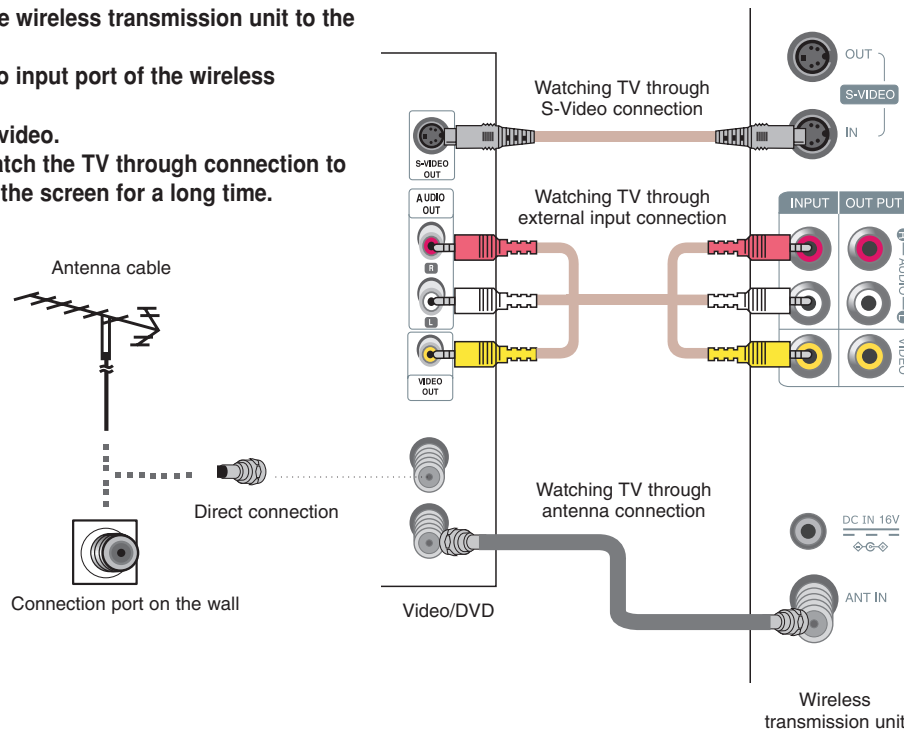 e wireless transmission unit to the
o input port of the wireless
video.
atch the TV through connection to
the screen for a long time.
Antenna cable
Direct connection
Connection port on the wall
S-VIDEO
OUT
AUDIO
OUT
R
L
VIDEO
OUT
Video/DVD
Watching TV through
S-Video connection
Watching TV through
external input connection
Watching TV through
antenna connection
OUT
S-VIDEO
IN
INPUT
OUT PUT
R
AUDIO
L
VIDEO
DC IN 16V
ANT IN
Wireless
transmission unit